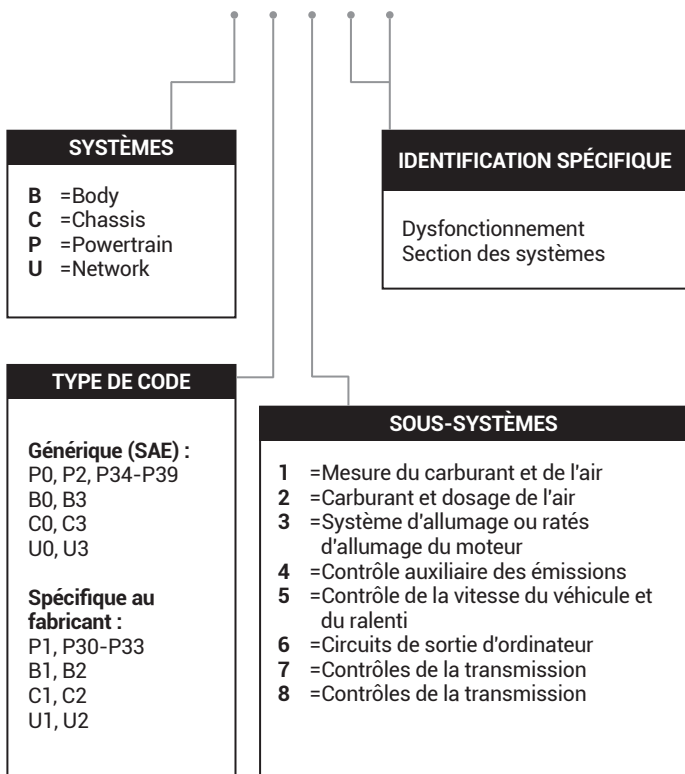 SYSTÈMES
B =Body
C =Chassis
P =Powertrain
U =Network
IDENTIFICATION SPÉCIFIQUE
Dysfonctionnement
Section des systèmes
TYPE DE CODE
Générique (SAE) :
P0, P2, P34-P39
B0, B3
C0, C3
U0, U3
Spécifique au
fabricant :
P1, P30-P33
B1, B2
C1, C2
U1, U2
SOUS-SYSTÈMES
1 =Mesure du carburant et de l'air
2 =Carburant et dosage de l'air
3 =Système d'allumage ou ratés
d'allumage du moteur
4 =Contrôle auxiliaire des émissions
5 =Contrôle de la vitesse du véhicule et
du ralenti
6 =Circuits de sortie d'ordinateur
7 =Contrôles de la transmission
8 =Contrôles de la transmission